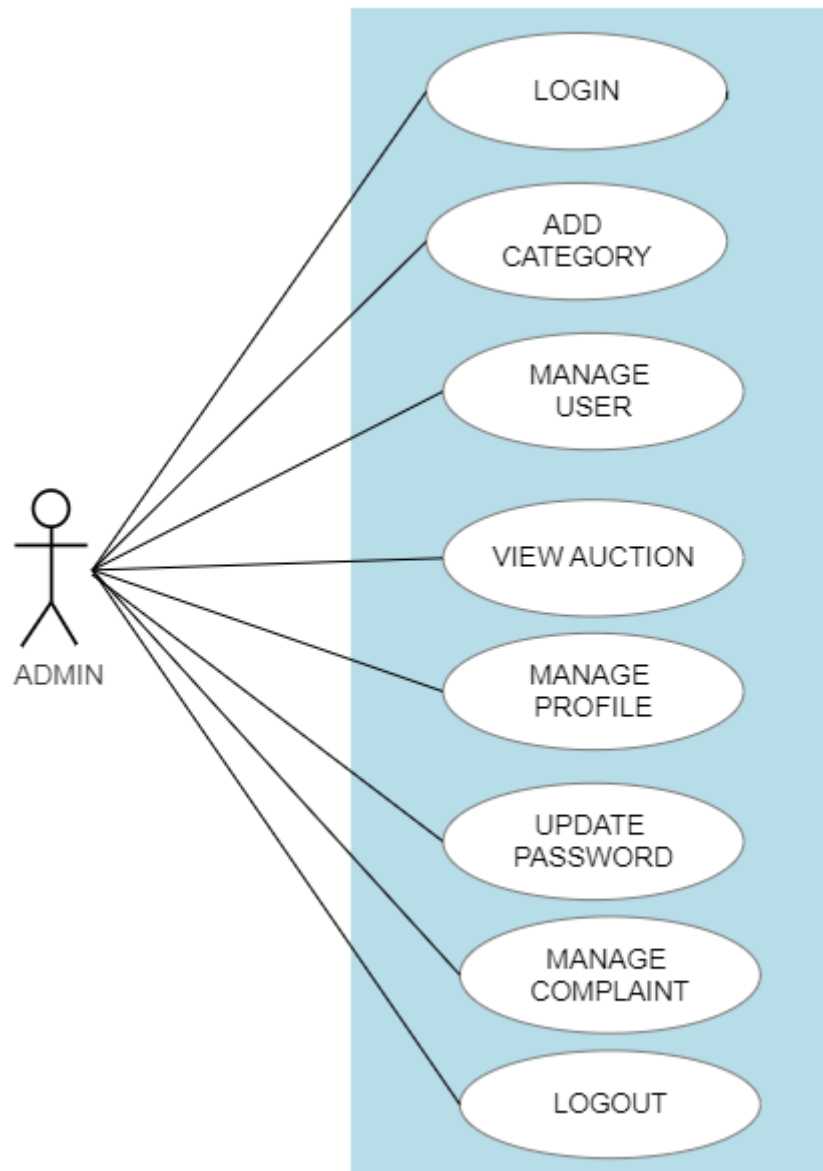 LOGIN
ADD
CATEGORY
MANAGE
USER
ADMIN
VIEW AUCTION
MANAGE
PROFILE
UPDATE
PASSWORD
MANAGE
COMPLAINT
LOGOUT